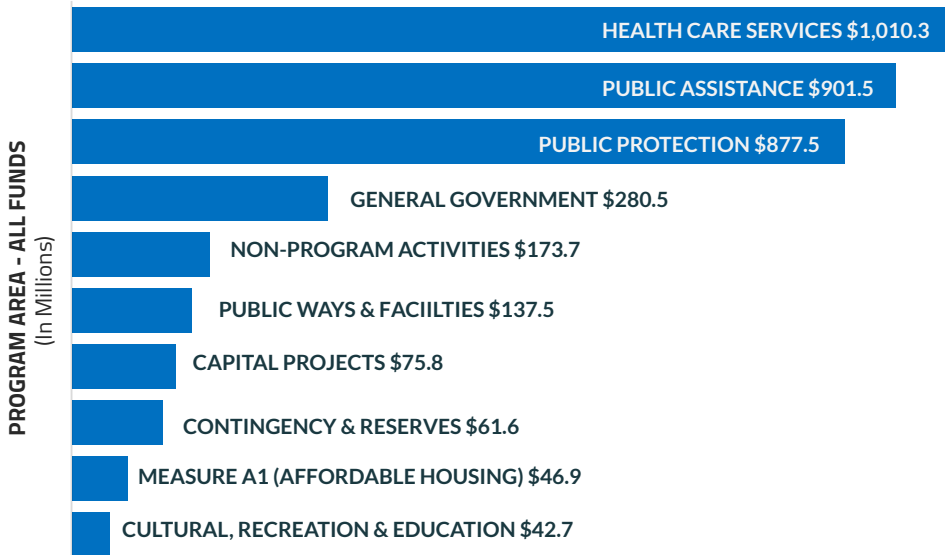 PROGRAM AREA - ALL FUNDS
(In Millions)
HEALTH CARE SERVICES $1,010.3
PUBLIC ASSISTANCE $901.5
PUBLIC PROTECTION $877.5
GENERAL GOVERNMENT $280.5
NON-PROGRAM ACTIVITIES $173.7
PUBLIC WAYS & FACIILTIES $137.5
CAPITAL PROJECTS $75.8
CONTINGENCY & RESERVES $61.6
MEASURE A1 (AFFORDABLE HOUSING) $46.9
CULTURAL, RECREATION & EDUCATION $42.7